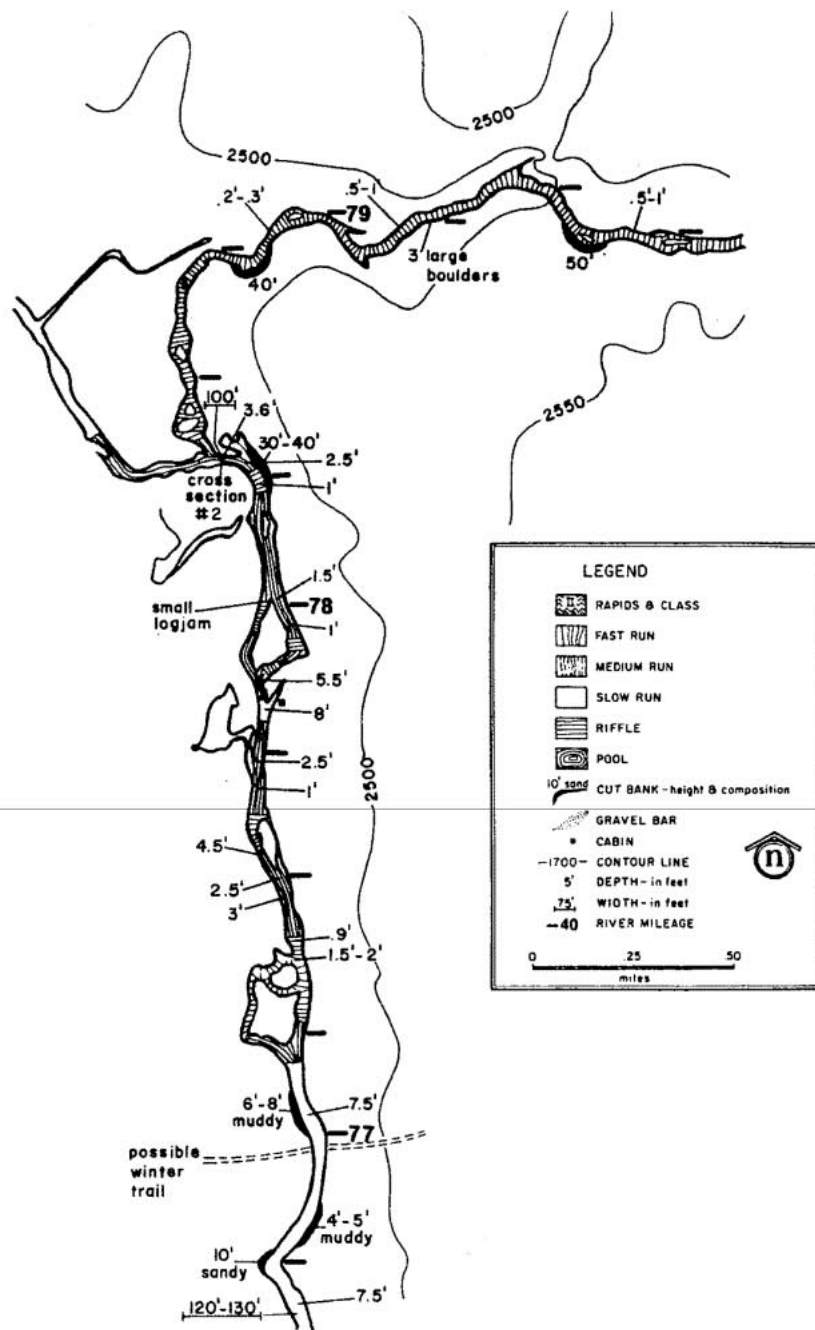 2500
2500
.2'-.3'
79
.5'-1'
.5'-1'
3 large
boulders
40'
50'
2550
100'
3.6'
30'-40'
2.5'
1'
cross
section
#2
1.5'
small
logjam
78
1'
5.5'
8'
2.5'
1'
2500
4.5'
2.5'
3'
.9'
1.5'-2'
6'-8'
muddy
7.5'
77
possible
winter
trail
4'-5'
muddy
10'
sandy
7.5'
120'-130'
LEGEND
II RAPIDS & CLASS
FAST RUN
MEDIUM RUN
SLOW RUN
RIFFLE
POOL
10' sand CUT BANK - height & composition
GRAVEL BAR
CABIN
-1700- CONTOUR LINE
5' DEPTH - in feet
75' WIDTH - in feet
-40 RIVER MILEAGE
n
0 .25 .50
miles